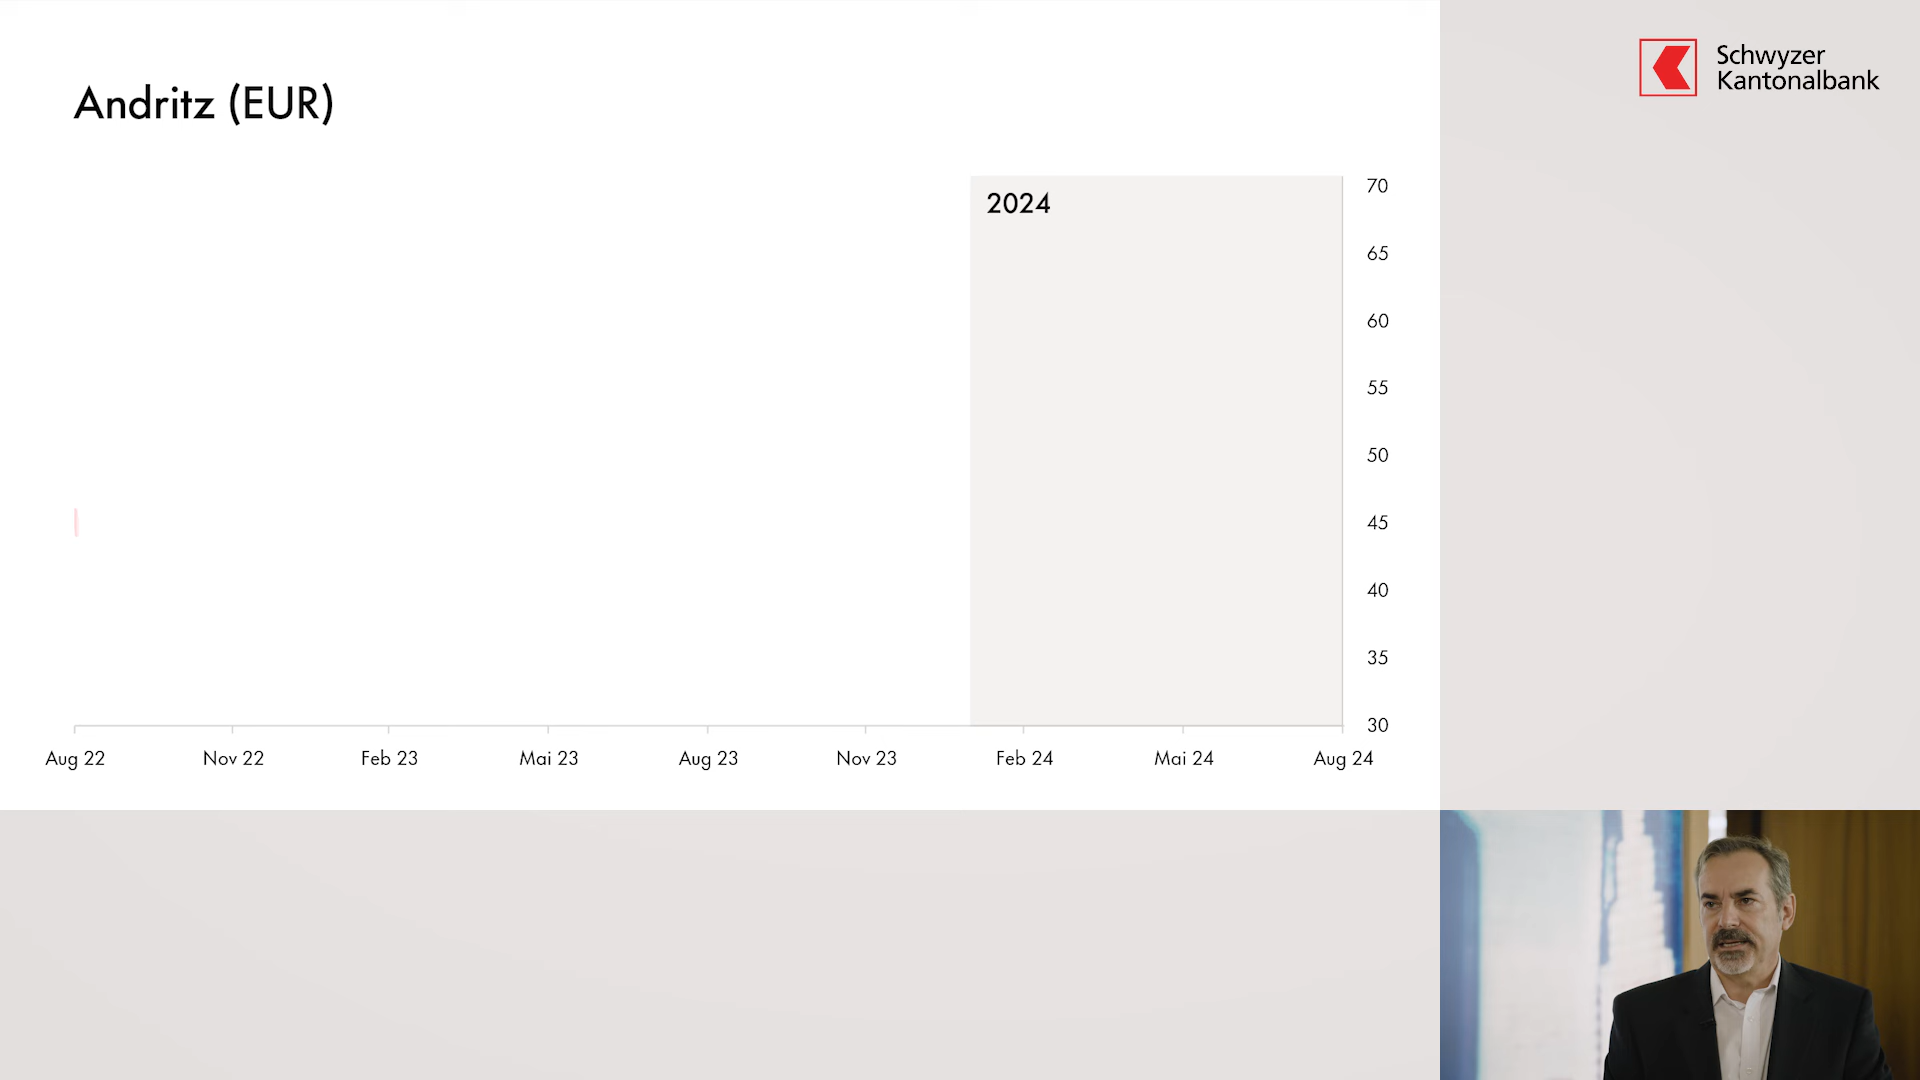 Andritz (EUR)
Schwyzer
Kantonalbank
2024
70
65
60
55
50
45
40
35
30
Aug 22
Nov 22
Feb 23
Mai 23
Aug 23
Nov 23
Feb 24
Mai 24
Aug 24